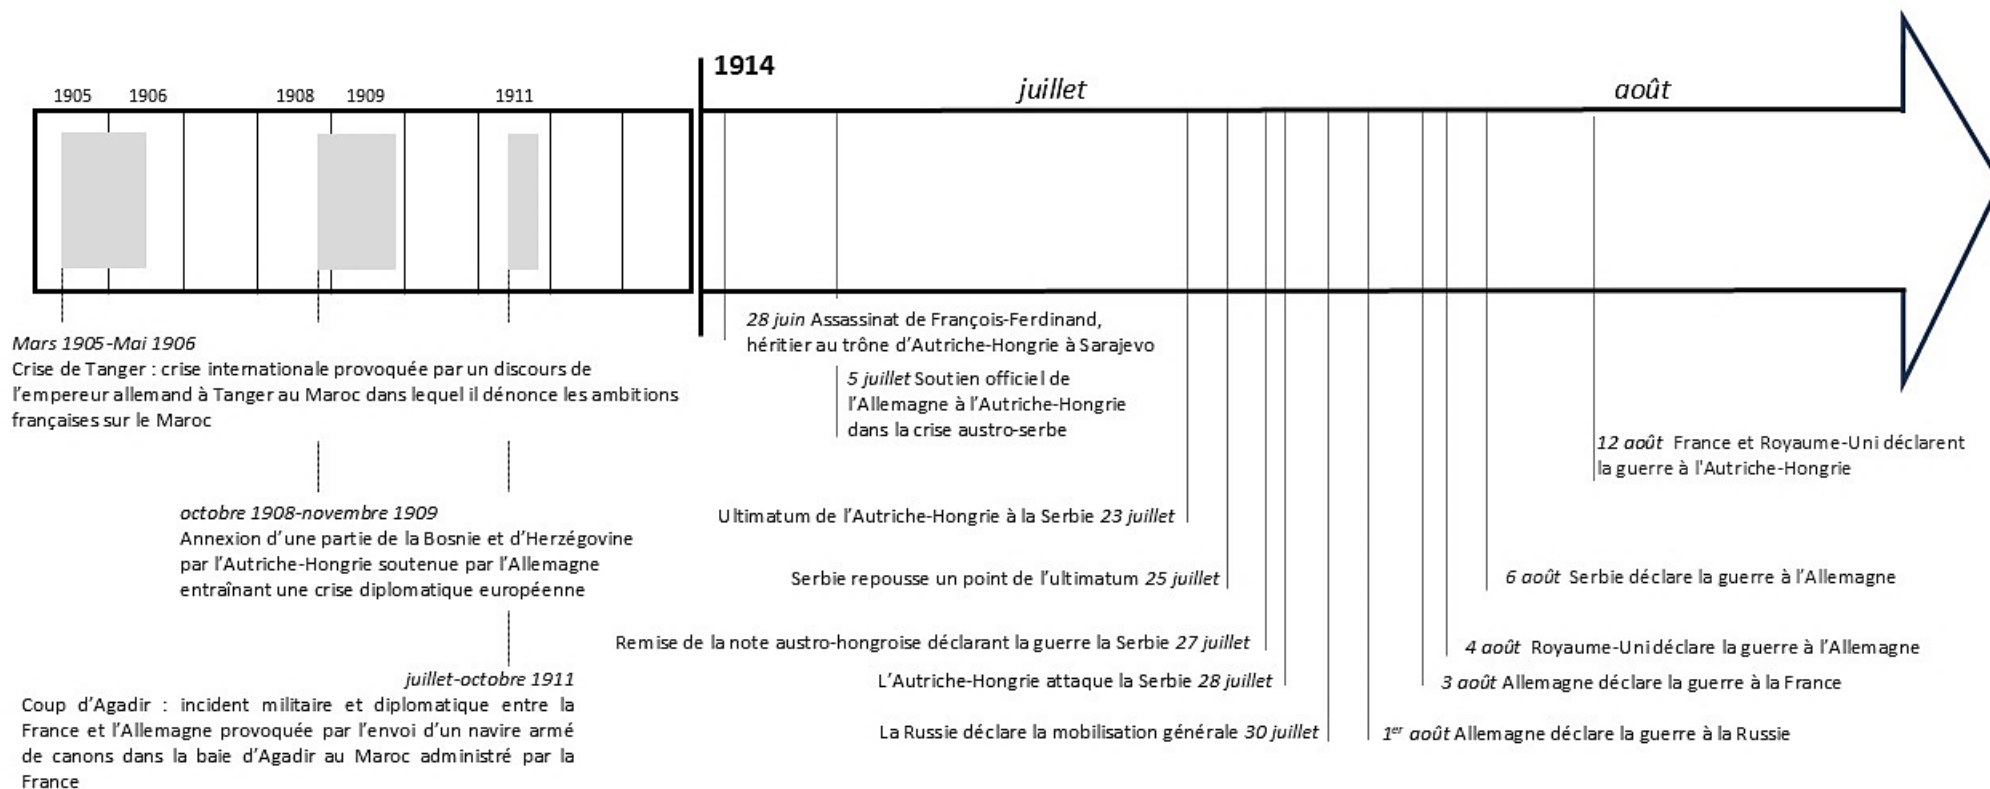 1914
juillet
août
1905
1906
1908
1909
1911
Mars 1905-Mai 1906
Crise de Tanger : crise internationale provoquée par un discours de
l'empereur allemand à Tanger au Maroc dans lequel il dénonce les ambitions
françaises sur le Maroc
octobre 1908-novembre 1909
Annexion d'une partie de la Bosnie et d'Herzégovine
par l'Autriche-Hongrie soutenue par l'Allemagne
entraînant une crise diplomatique européenne
juillet-octobre 1911
Coup d'Agadir : incident militaire et diplomatique entre la
France et l'Allemagne provoquée par l'envoi d'un navire armé
de canons dans la baie d'Agadir au Maroc administré par la
France
28 juin Assassinat de François-Ferdinand,
héritier au trône d'Autriche-Hongrie à Sarajevo
5 juillet Soutien officiel de
l'Allemagne à l'Autriche-Hongrie
dans la crise austro-serbe
Ultimatum de l'Autriche-Hongrie à la Serbie 23 juillet
Serbie repousse un point de l'ultimatum 25 juillet
Remise de la note austro-hongroise déclarant la guerre la Serbie 27 juillet
L'Autriche-Hongrie attaque la Serbie 28 juillet
La Russie déclare la mobilisation générale 30 juillet
1er août Allemagne déclare la guerre à la Russie
3 août Allemagne déclare la guerre à la France
4 août Royaume-Uni déclare la guerre à l'Allemagne
6 août Serbie déclare la guerre à l'Allemagne
12 août France et Royaume-Uni déclarent
la guerre à l'Autriche-Hongrie